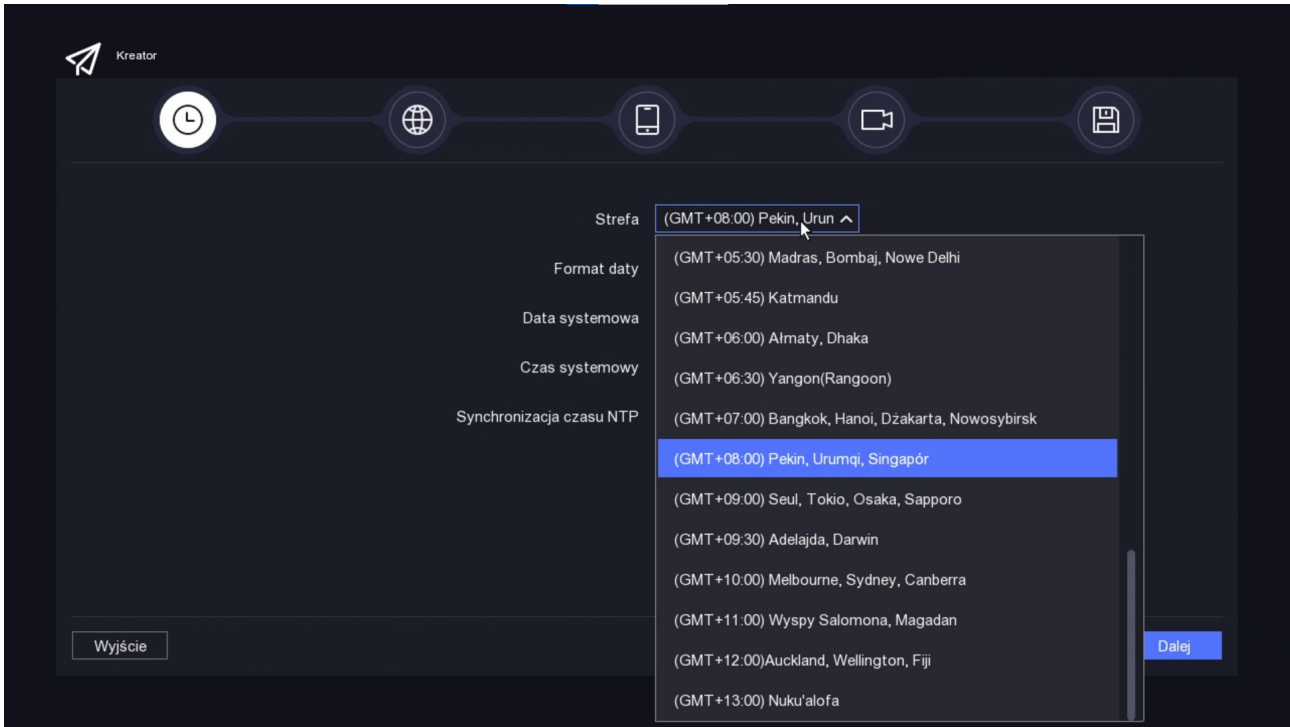 Kreator
Strefa (GMT+08:00) Pekin, Urun
Format daty
Data systemowa
Czas systemowy
Synchronizacja czasu NTP
(GMT+05:30) Madras, Bombaj, Nowe Delhi
(GMT+05:45) Katmandu
(GMT+06:00) Ałmaty, Dhaka
(GMT+06:30) Yangon(Rangoon)
(GMT+07:00) Bangkok, Hanoi, Dżakarta, Nowosybirsk
(GMT+08:00) Pekin, Urumqi, Singapór
(GMT+09:00) Seul, Tokio, Osaka, Sapporo
(GMT+09:30) Adelajda, Darwin
(GMT+10:00) Melbourne, Sydney, Canberra
(GMT+11:00) Wyspy Salomona, Magadan
(GMT+12:00)Auckland, Wellington, Fiji
(GMT+13:00) Nuku'alofa
Wyjście
Dalej